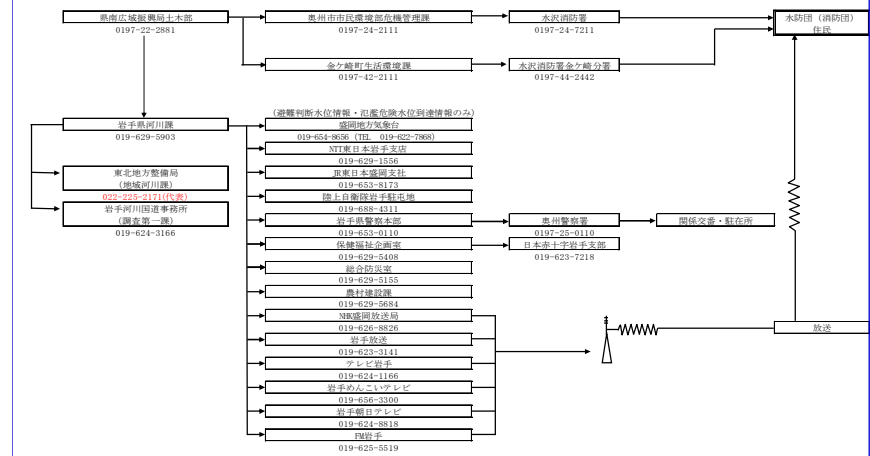 県南広域振興局土木部
0197-22-2881
奥州市市民環境部危機管理課
0197-24-2111
水沢消防署
0197-24-7211
水防団（消防団）
住民
金ケ崎町生活環境課
0197-42-2111
水沢消防署金ケ崎分署
0197-44-2442
岩手県河川課
019-629-5903
東北地方整備局
（地域河川課）
022-225-2171(代表)
岩手河川国道事務所
（調査第一課）
019-624-3166
（避難判断水位情報・氾濫危険水位到達情報のみ）
盛岡地方気象台
019-654-8656（TEL　019-622-7868）
NTT東日本岩手支店
019-629-1556
JR東日本盛岡支社
019-653-8173
陸上自衛隊岩手駐屯地
019-688-4311
岩手県警察本部
019-653-0110
奥州警察署
0197-25-0110
関係交番・駐在所
保健福祉企画室
019-629-5408
日本赤十字岩手支部
019-623-7218
総合防災室
019-629-5155
農村建設課
019-629-5684
NHK盛岡放送局
019-626-8826
岩手放送
019-623-3141
テレビ岩手
019-624-1166
岩手めんこいテレビ
019-656-3300
岩手朝日テレビ
019-624-8818
FM岩手
019-625-5519
放送